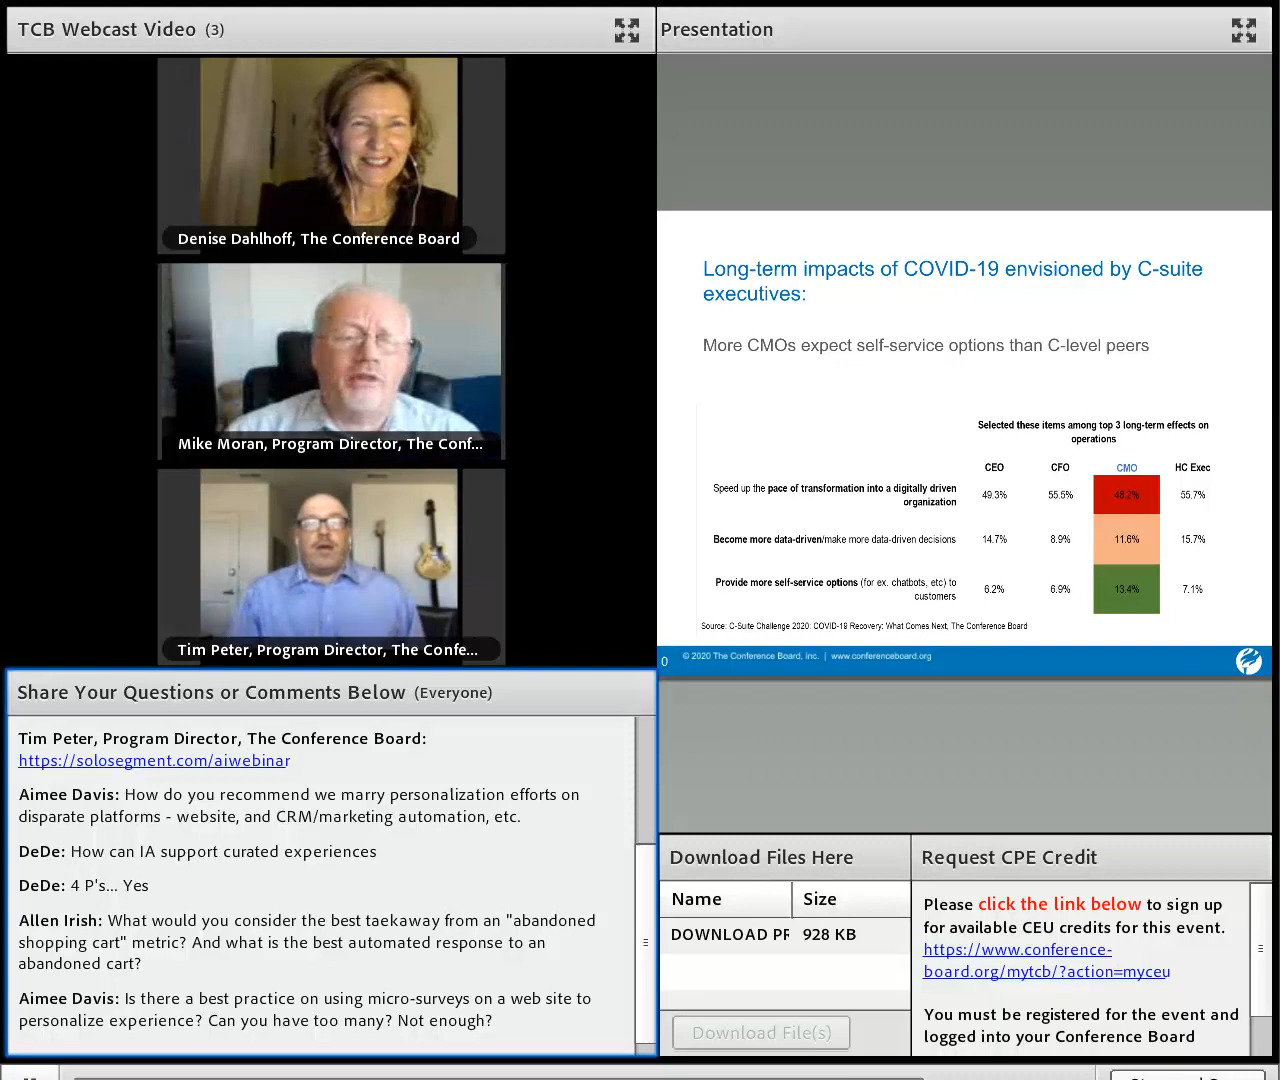 TCB Webcast Video (3)
Denise Dahlhoff, The Conference Board
Mike Moran, Program Director, The Conf...
Tim Peter, Program Director, The Confe...
Share Your Questions or Comments Below (Everyone)
Tim Peter, Program Director, The Conference Board:
https://solosegment.com/aiwebinar
Aimee Davis: How do you recommend we marry personalization efforts on
disparate platforms - website, and CRM/marketing automation, etc.
DeDe: How can IA support curated experiences
DeDe: 4 P's... Yes
Allen Irish: What would you consider the best taekaway from an "abandoned
shopping cart" metric? And what is the best automated response to an
abandoned cart?
Aimee Davis: Is there a best practice on using micro-surveys on a web site to
personalize experience? Can you have too many? Not enough?
Presentation
Long-term impacts of COVID-19 envisioned by C-suite
executives:
More CMOs expect self-service options than C-level peers
Selected these items among top 3 long-term effects on
operations
CEO CFO CMO HC Exec
Speed up the pace of transformation into a digitally driven
organization
49.3% 55.5% 48.2% 55.7%
Become more data-driven/make more data-driven decisions 14.7% 8.9% 11.6% 15.7%
Provide more self-service options (for ex. chatbots, etc) to
customers
6.2% 6.9% 13.4% 7.1%
Source: C-Suite Challenge 2020: COVID-19 Recovery: What Comes Next, The Conference Board
0 © 2020 The Conference Board, Inc. | www.conferenceboard.org
Download Files Here
Name Size
DOWNLOAD PR 928 KB
Download File(s)
Request CPE Credit
Please click the link below to sign up
for available CEU credits for this event.
https://www.conference-
board.org/mytcb/?action=myceu
You must be registered for the event and
logged into your Conference Board